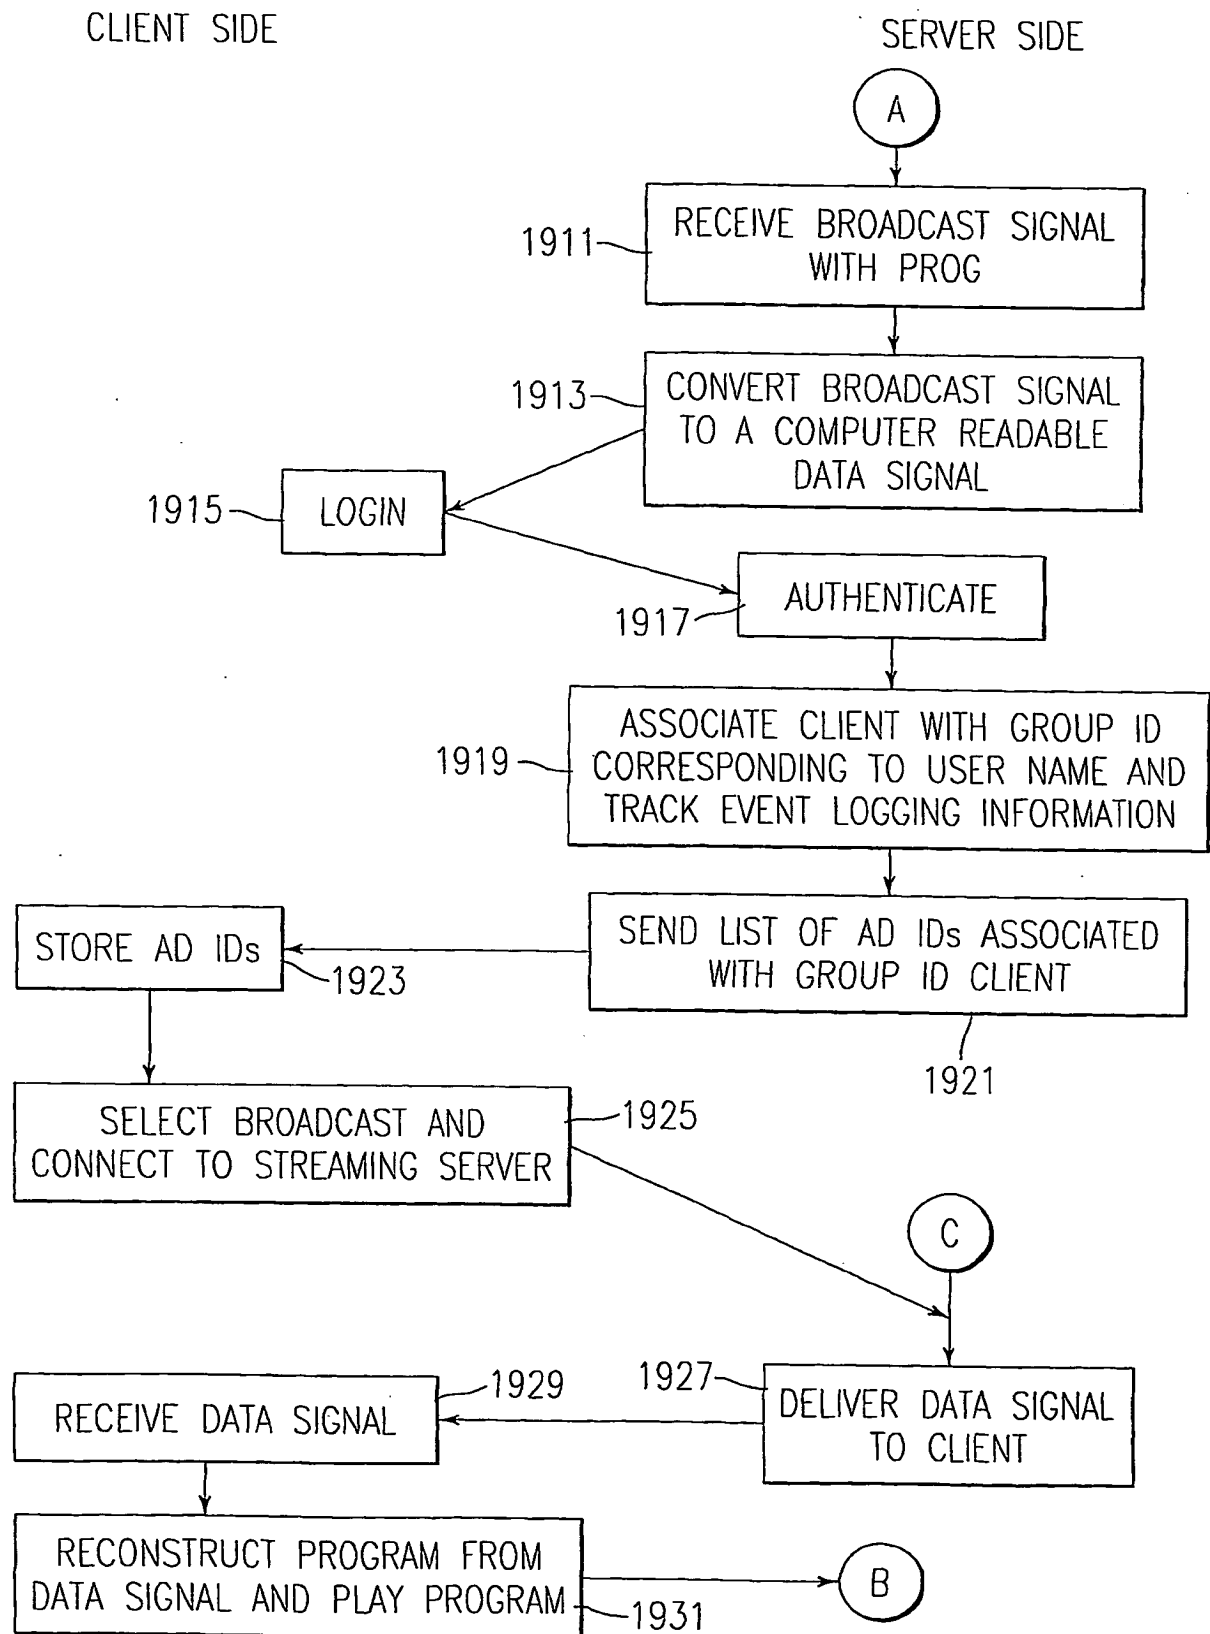 CLIENT SIDE
SERVER SIDE
A
1911
RECEIVE BROADCAST SIGNAL
WITH PROG
1913
CONVERT BROADCAST SIGNAL
TO A COMPUTER READABLE
DATA SIGNAL
1915
LOGIN
AUTHENTICATE
1917
ASSOCIATE CLIENT WITH GROUP ID
1919
CORRESPONDING TO USER NAME AND
TRACK EVENT LOGGING INFORMATION
SEND LIST OF AD IDs ASSOCIATED
WITH GROUP ID CLIENT
1921
STORE AD IDs
1923
SELECT BROADCAST AND
CONNECT TO STREAMING SERVER
1925
C
1927
DELIVER DATA SIGNAL
TO CLIENT
1929
RECEIVE DATA SIGNAL
RECONSTRUCT PROGRAM FROM
DATA SIGNAL AND PLAY PROGRAM
1931
B